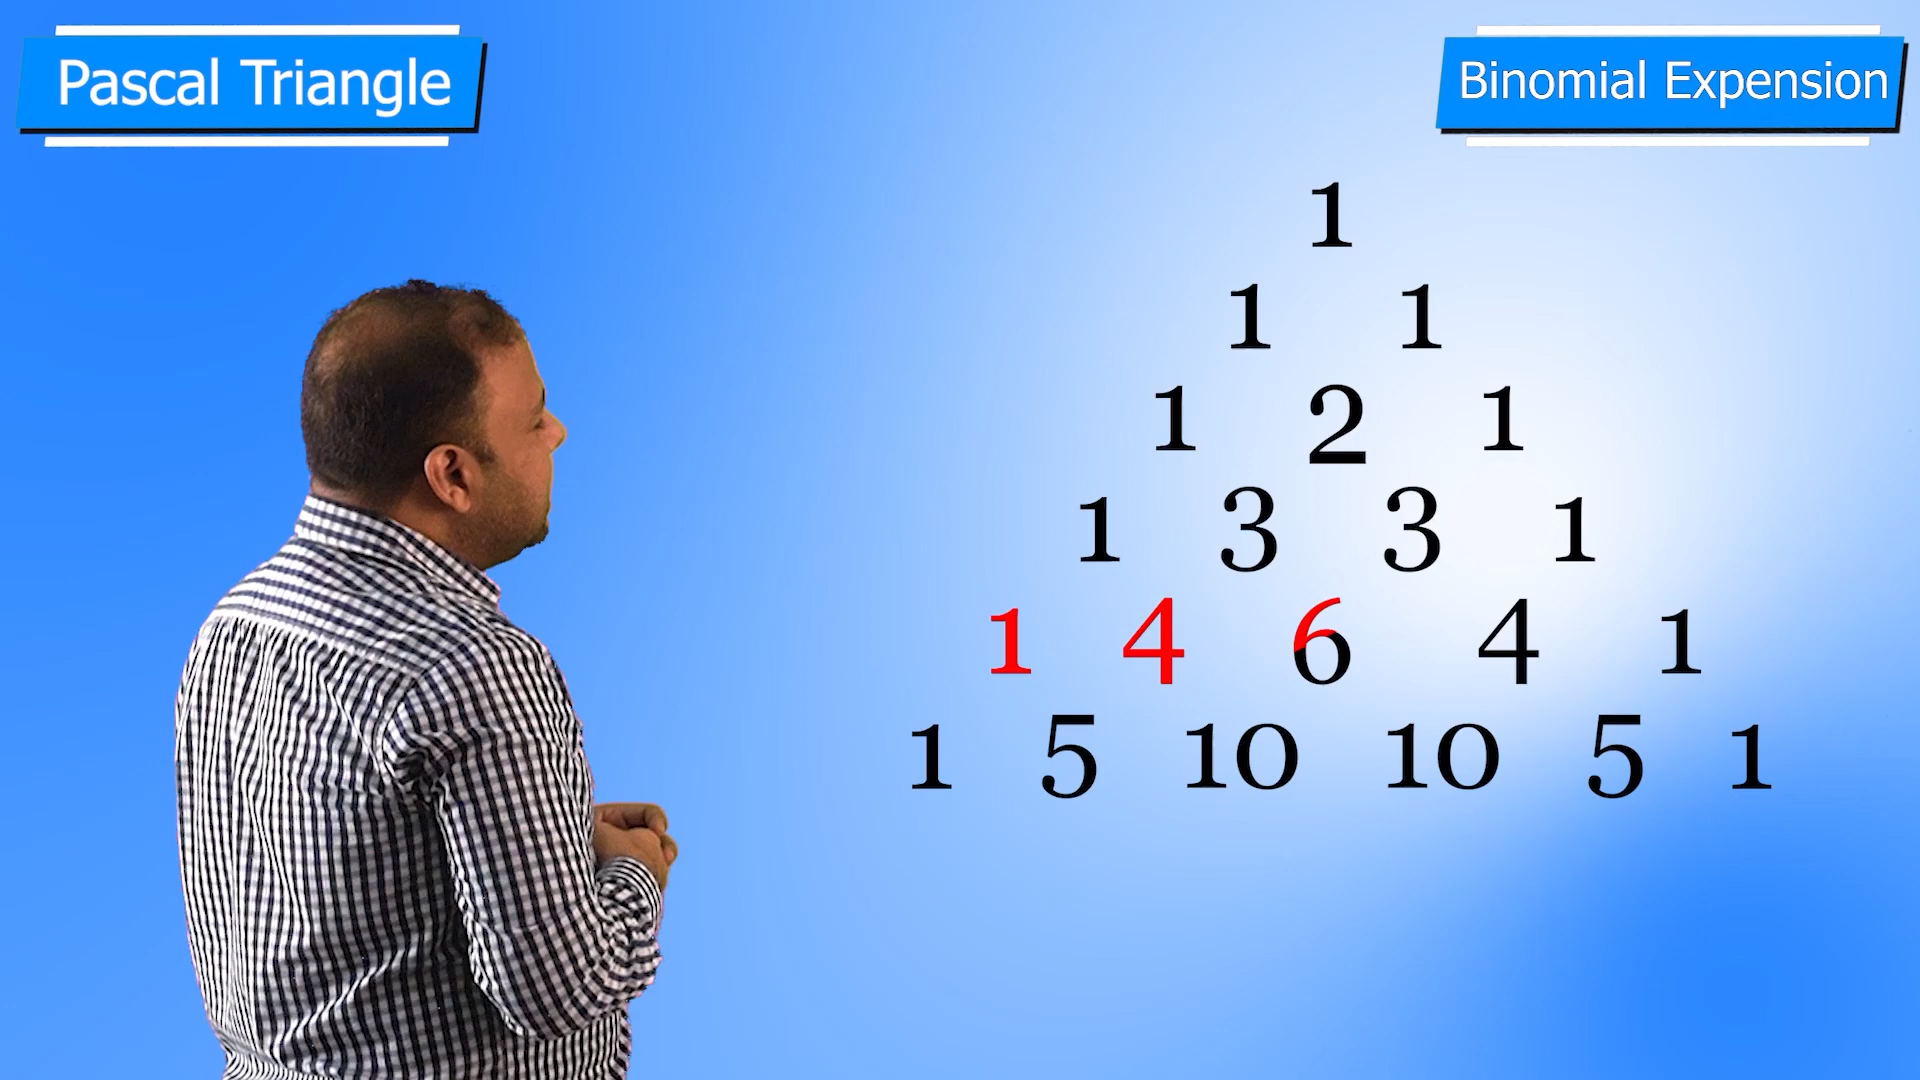 Pascal Triangle
Binomial Expension
1
1 1
1 2 1
1 3 3 1
1 4 6 4 1
1 5 10 10 5 1